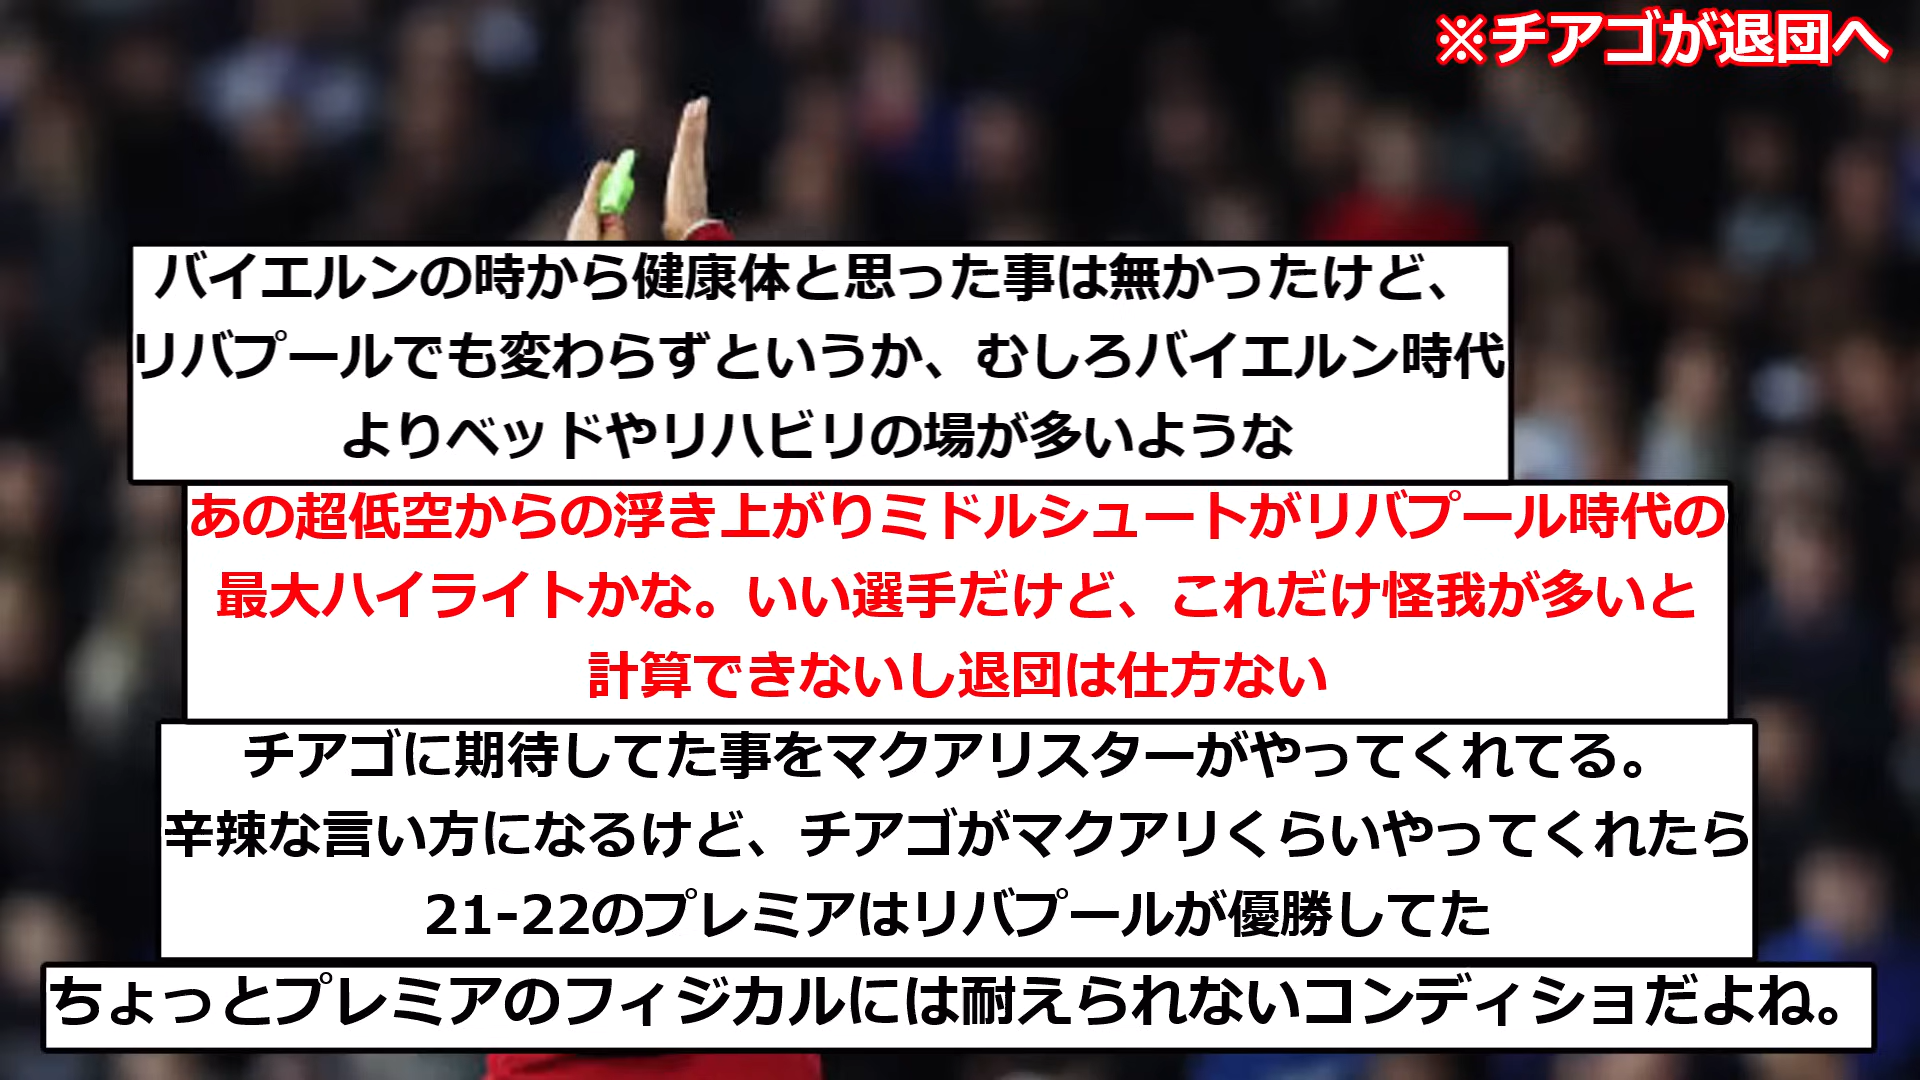 ※チアゴが退団へ
バイエルンの時から健康体と思った事は無かったけど、
リバプールでも変わらずというか、むしろバイエルン時代
よりベッドやリハビリの場が多いような
あの超低空からの浮き上がりミドルシュートがリバプール時代の
最大ハイライトかな。いい選手だけど、これだけ怪我が多いと
計算できないし退団は仕方ない
チアゴに期待してた事をマクアリスターがやってくれてる。
辛辣な言い方になるけど、チアゴがマクアリくらいやってくれたら
21-22のプレミアはリバプールが優勝してた
ちょっとプレミアのフィジカルには耐えられないコンディショだよね。